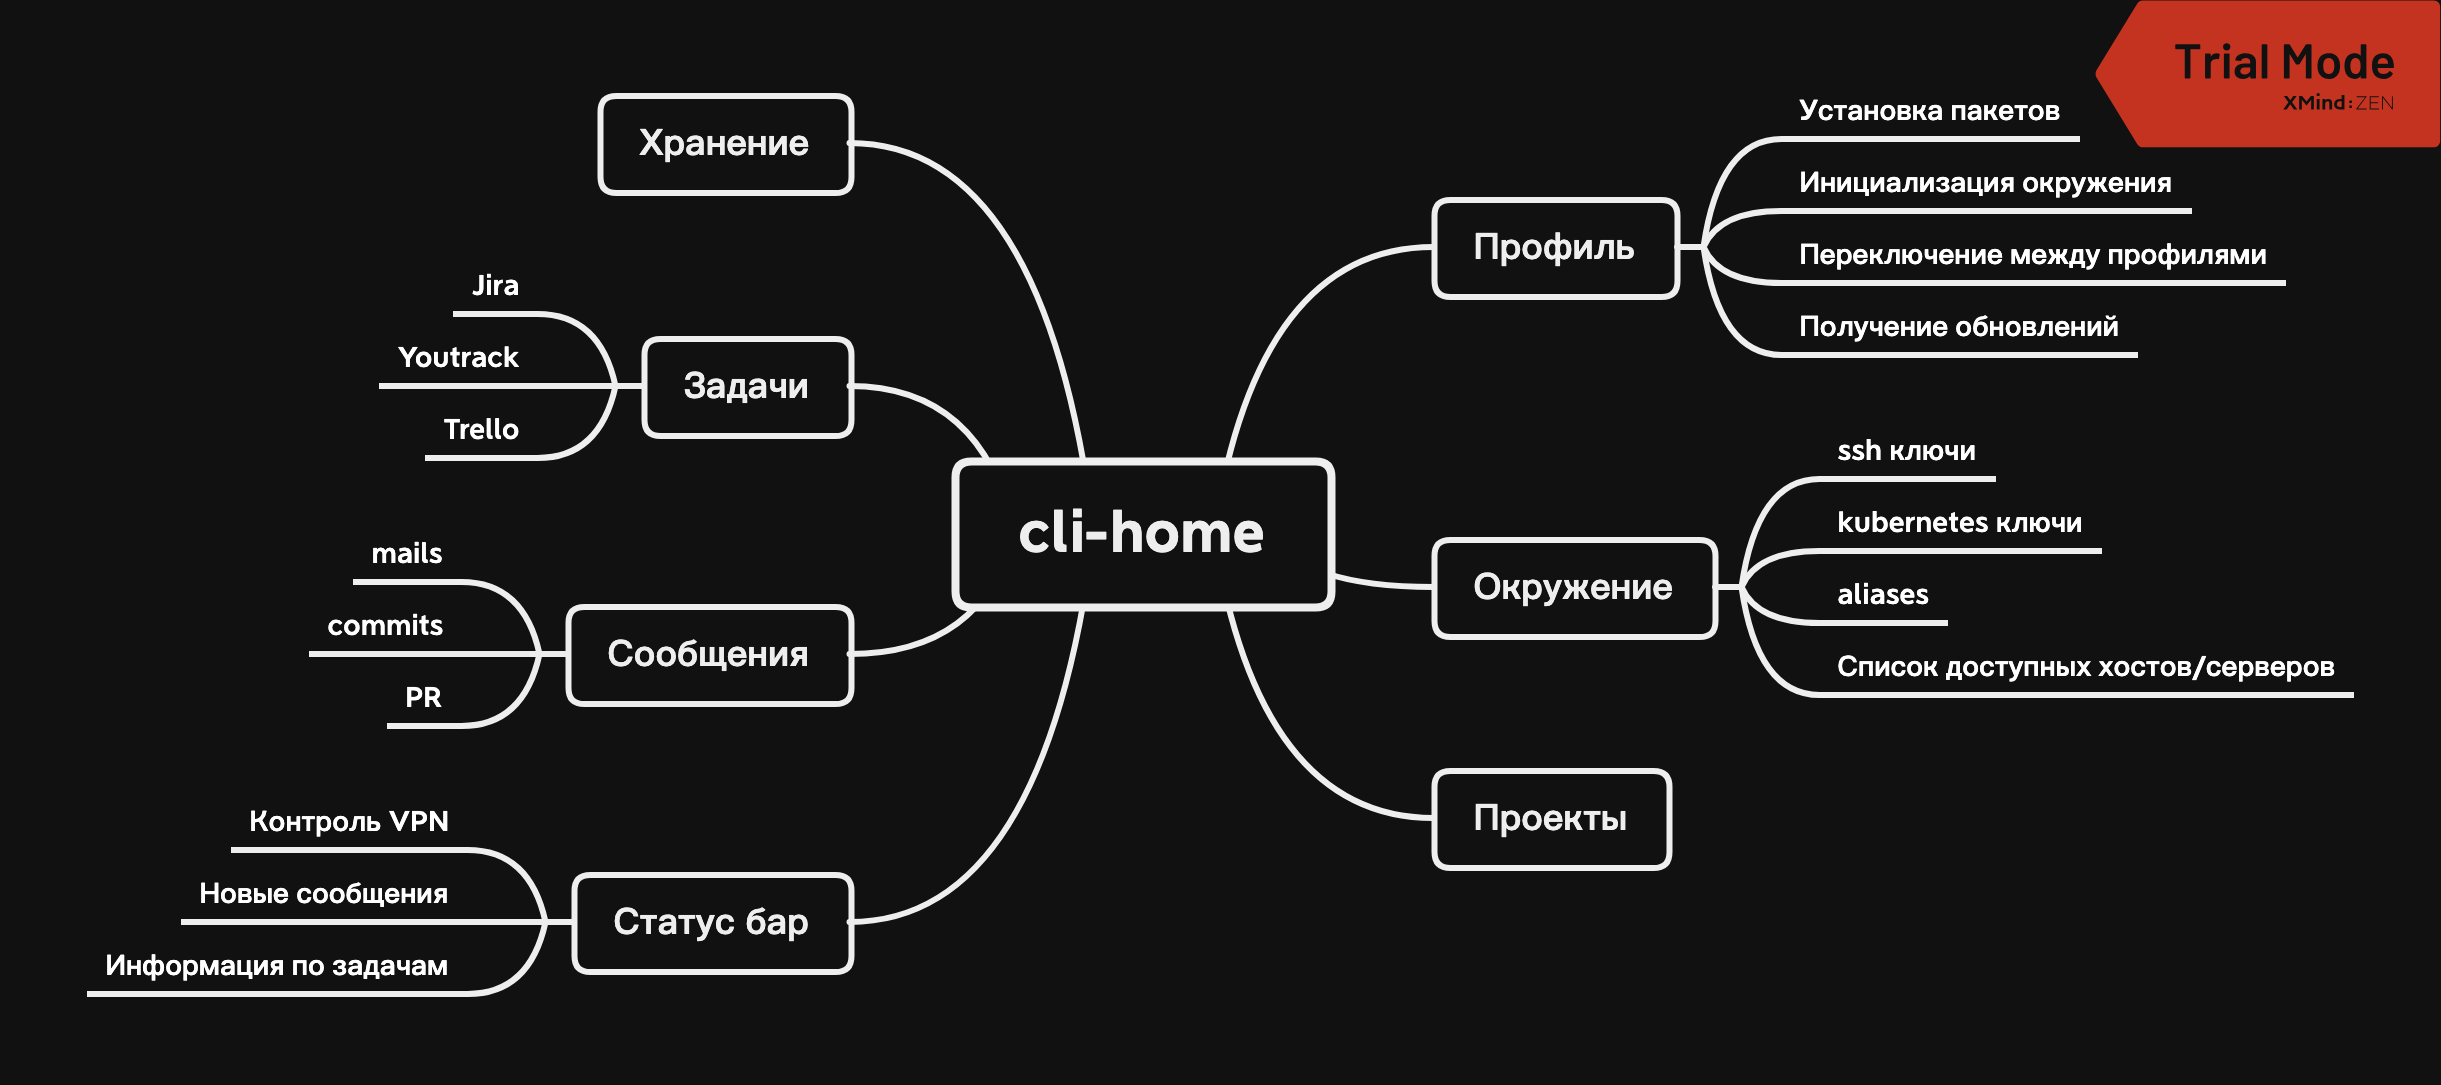 Trial Mode
XMind:ZEN
cli-home
Профиль
Установка пакетов
Инициализация окружения
Переключение между профилями
Получение обновлений
Окружение
ssh ключи
kubernetes ключи
aliases
Список доступных хостов/серверов
Проекты
Хранение
Задачи
Jira
Youtrack
Trello
Сообщения
mails
commits
PR
Статус бар
Контроль VPN
Новые сообщения
Информация по задачам